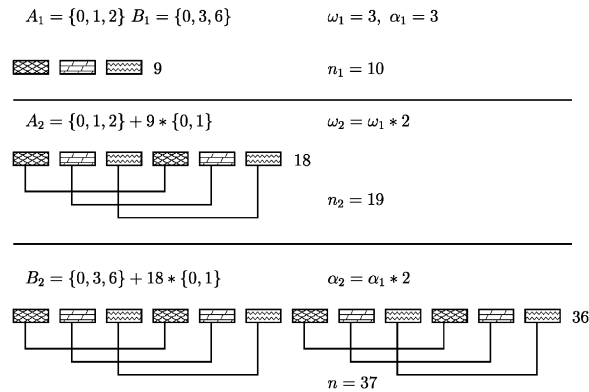 A₁ = {0, 1, 2} B₁ = {0, 3, 6} ω₁ = 3, α₁ = 3
9 n₁ = 10
A₂ = {0, 1, 2} + 9 * {0, 1} ω₂ = ω₁ * 2
18
n₂ = 19
B₂ = {0, 3, 6} + 18 * {0, 1} α₂ = α₁ * 2
36
n = 37